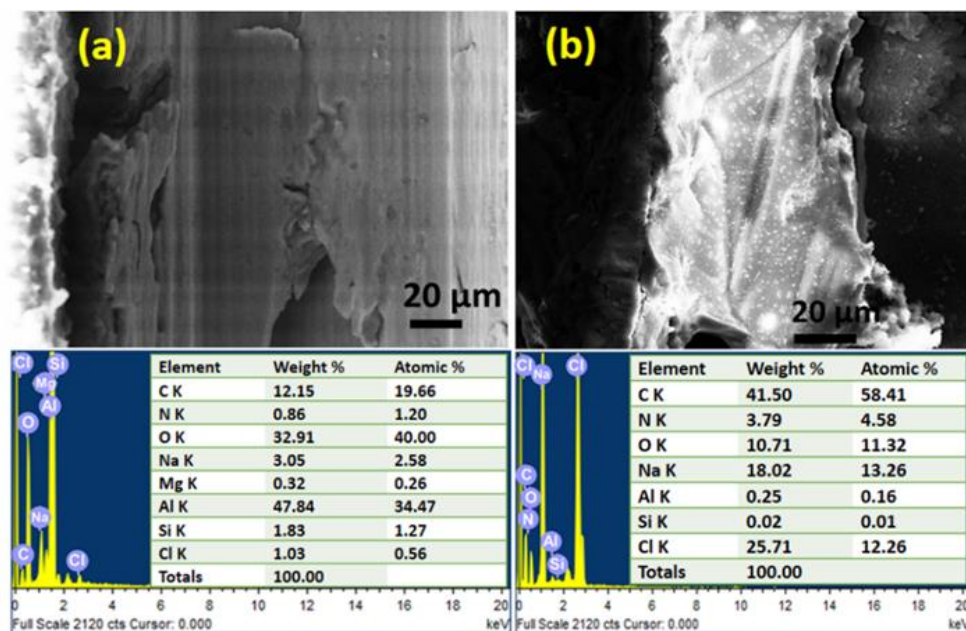 (a)
20 µm
(b)
20 µm
Cl
Si
Mg
Al
O
Na
C
Cl
Element Weight % Atomic %
C K 12.15 19.66
N K 0.86 1.20
O K 32.91 40.00
Na K 3.05 2.58
Mg K 0.32 0.26
Al K 47.84 34.47
Si K 1.83 1.27
Cl K 1.03 0.56
Totals 100.00
0 2 4 6 8 10 12 14 16 18 20
Full Scale 2120 cts Cursor: 0.000 keV
Cl
Na
Cl
C
O
N
Al
Si
Element Weight % Atomic %
C K 41.50 58.41
N K 3.79 4.58
O K 10.71 11.32
Na K 18.02 13.26
Al K 0.25 0.16
Si K 0.02 0.01
Cl K 25.71 12.26
Totals 100.00
0 2 4 6 8 10 12 14 16 18 20
Full Scale 2120 cts Cursor: 0.000 keV